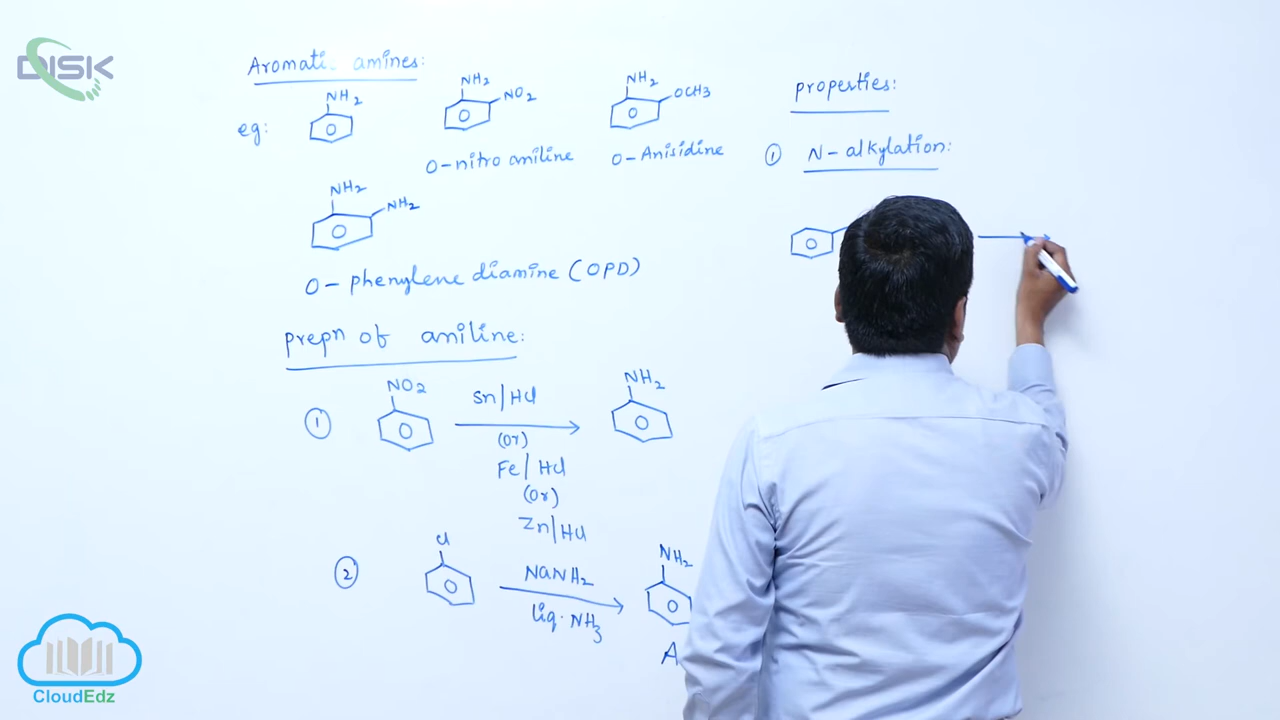 DISK
Aromatic amines:
eg:
NH2
NH2
NO2
O-nitro aniline
NH2
OCH3
O-Anisidine
NH2
NH2
O- phenylene diamine (OPD)
prepn of aniline:
① NO2
Sn/HCl
(or)
Fe/HCl
(or)
Zn/HCl
NH2
② Cl
NaNH2
liq. NH3
NH2
A
properties:
① N-alkylation:
CloudEdz